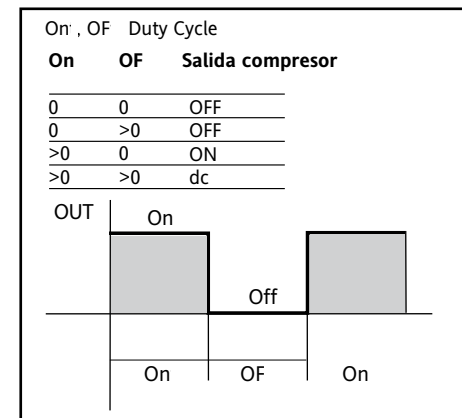 On , OF Duty Cycle
On OF Salida compresor
0 0 OFF
0 >0 OFF
>0 0 ON
>0 >0 dc
OUT On
Off
On OF On